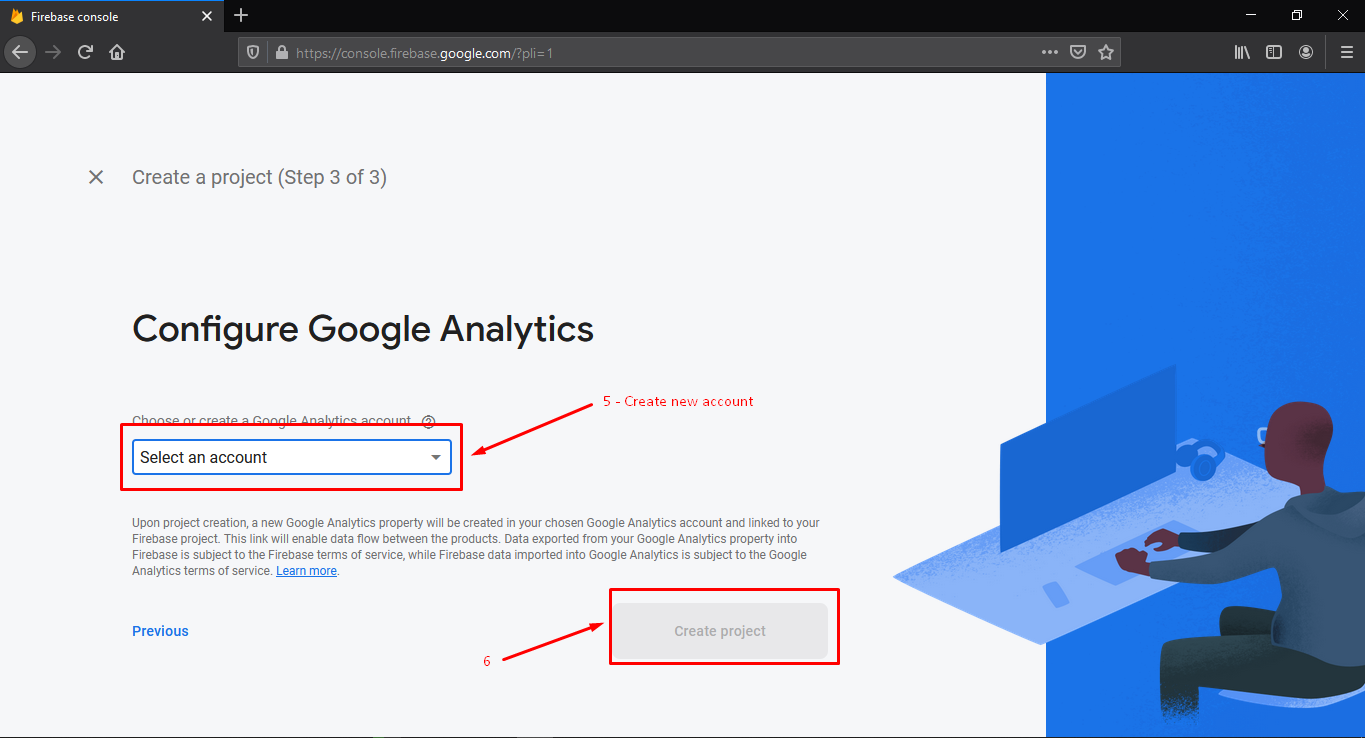 Firebase console
https://console.firebase.google.com/?pli=1
Create a project (Step 3 of 3)
Configure Google Analytics
5 - Create new account
Choose or create a Google Analytics account
Select an account
Upon project creation, a new Google Analytics property will be created in your chosen Google Analytics account and linked to your
Firebase project. This link will enable data flow between the products. Data exported from your Google Analytics property into
Firebase is subject to the Firebase terms of service, while Firebase data imported into Google Analytics is subject to the Google
Analytics terms of service. Learn more.
Previous
Create project
6